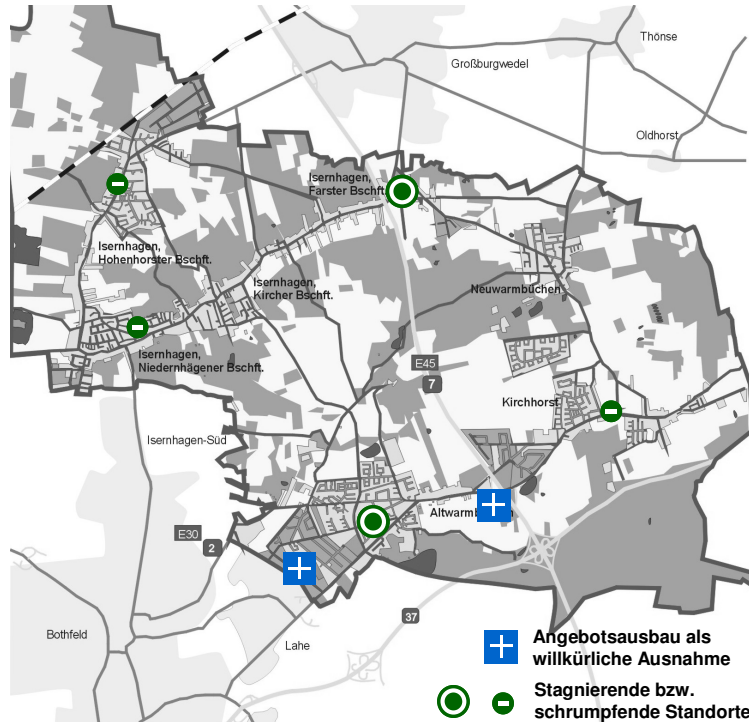 Thönse
Großburgwedel
Oldhorst
Isernhagen,
Farster Bschft.
Isernhagen,
Hohenhorster Bschft.
Isernhagen,
Kircher Bschft.
Neuwarmbüchen
Isernhagen,
Niedernhägener Bschft.
E45
7
Kirchhorst
Isernhagen-Süd
Altwarmbüchen
E30
2
37
Bothfeld
Lahe
Angebotsausbau als
willkürliche Ausnahme
Stagnierende bzw.
schrumpfende Standorte